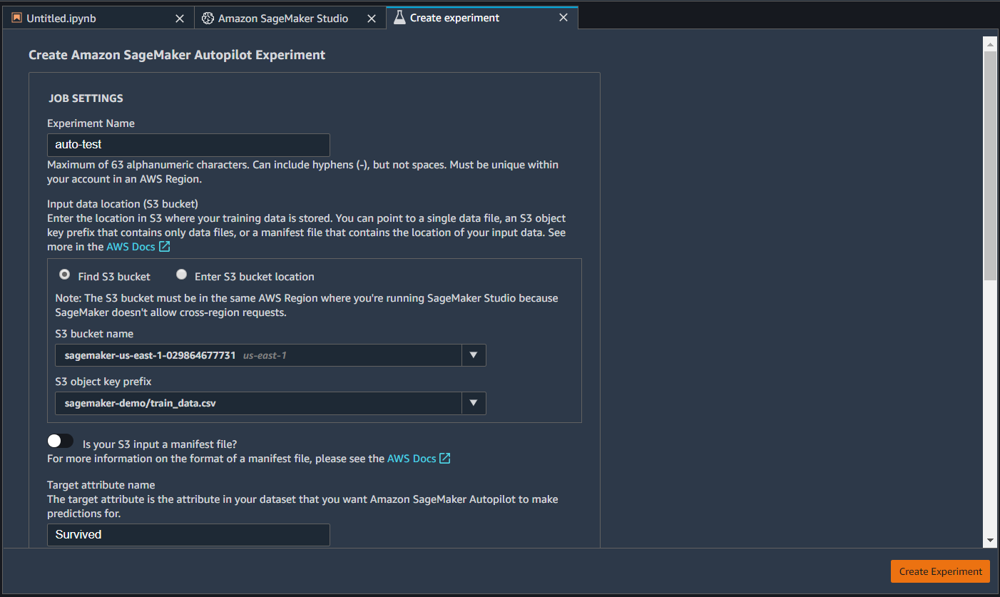 Untitled.ipynb
Amazon SageMaker Studio
Create experiment
Create Amazon SageMaker Autopilot Experiment
JOB SETTINGS
Experiment Name
auto-test
Maximum of 63 alphanumeric characters. Can include hyphens (-), but not spaces. Must be unique within
your account in an AWS Region.
Input data location (S3 bucket)
Enter the location in S3 where your training data is stored. You can point to a single data file, an S3 object
key prefix that contains only data files, or a manifest file that contains the location of your input data. See
more in the AWS Docs
Find S3 bucket
Enter S3 bucket location
Note: The S3 bucket must be in the same AWS Region where you're running SageMaker Studio because
SageMaker doesn't allow cross-region requests.
S3 bucket name
sagemaker-us-east-1-029864677731 us-east-1
S3 object key prefix
sagemaker-demo/train_data.csv
Is your S3 input a manifest file?
For more information on the format of a manifest file, please see the AWS Docs
Target attribute name
The target attribute is the attribute in your dataset that you want Amazon SageMaker Autopilot to make
predictions for.
Survived
Create Experiment